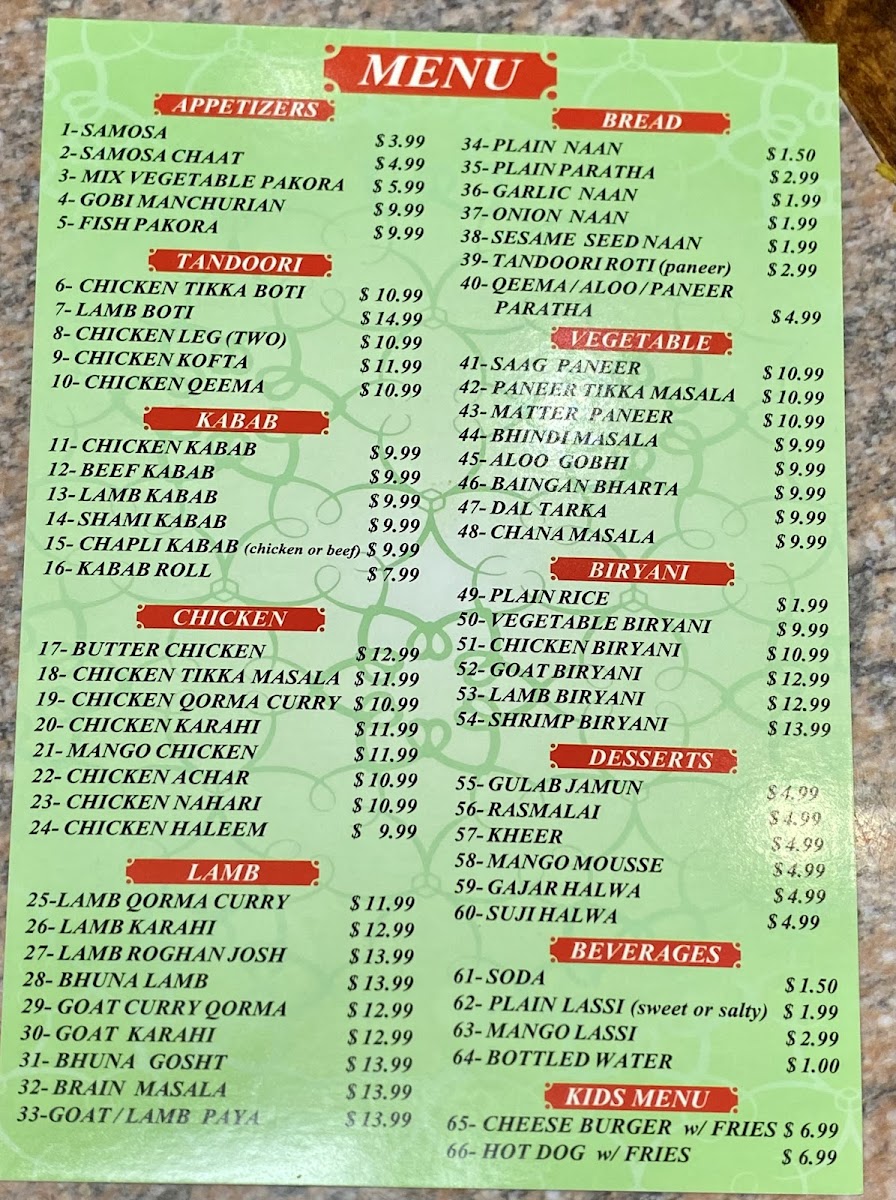 MENU
APPETIZERS
1- SAMOSA $ 3.99
2- SAMOSA CHAAT $ 4.99
3- MIX VEGETABLE PAKORA $ 5.99
4- GOBI MANCHURIAN $ 9.99
5- FISH PAKORA $ 9.99
TANDOORI
6- CHICKEN TIKKA BOTI $ 10.99
7- LAMB BOTI $ 14.99
8- CHICKEN LEG (TWO) $ 10.99
9- CHICKEN KOFTA $ 11.99
10- CHICKEN QEEMA $ 10.99
KABAB
11- CHICKEN KABAB $ 9.99
12- BEEF KABAB $ 9.99
13- LAMB KABAB $ 9.99
14- SHAMI KABAB $ 9.99
15- CHAPLI KABAB (chicken or beef) $ 9.99
16- KABAB ROLL $ 7.99
CHICKEN
17- BUTTER CHICKEN $ 12.99
18- CHICKEN TIKKA MASALA $ 11.99
19- CHICKEN QORMA CURRY $ 10.99
20- CHICKEN KARAHI $ 11.99
21- MANGO CHICKEN $ 11.99
22- CHICKEN ACHAR $ 10.99
23- CHICKEN NAHARI $ 10.99
24- CHICKEN HALEEM $ 9.99
LAMB
25-LAMB QORMA CURRY $ 11.99
26- LAMB KARAHI $ 12.99
27- LAMB ROGHAN JOSH $ 13.99
28- BHUNA LAMB $ 13.99
29- GOAT CURRY QORMA $ 12.99
30- GOAT KARAHI $ 12.99
31- BHUNA GOSHT $ 13.99
32- BRAIN MASALA $ 13.99
33-GOAT / LAMB PAYA $ 13.99
BREAD
34- PLAIN NAAN $ 1.50
35- PLAIN PARATHA $ 2.99
36- GARLIC NAAN $ 1.99
37- ONION NAAN $ 1.99
38- SESAME SEED NAAN $ 1.99
39- TANDOORI ROTI (paneer) $ 2.99
40- QEEMA / ALOO / PANEER
PARATHA $ 4.99
VEGETABLE
41- SAAG PANEER $ 10.99
42- PANEER TIKKA MASALA $ 10.99
43- MATTER PANEER $ 10.99
44- BHINDI MASALA $ 9.99
45- ALOO GOBHI $ 9.99
46- BAINGAN BHARTA $ 9.99
47- DAL TARKA $ 9.99
48- CHANA MASALA $ 9.99
BIRYANI
49- PLAIN RICE $ 1.99
50- VEGETABLE BIRYANI $ 9.99
51- CHICKEN BIRYANI $ 10.99
52- GOAT BIRYANI $ 12.99
53- LAMB BIRYANI $ 12.99
54- SHRIMP BIRYANI $ 13.99
DESSERTS
55- GULAB JAMUN $ 4.99
56- RASMALAI $ 4.99
57- KHEER $ 4.99
58- MANGO MOUSSE $ 4.99
59- GAJAR HALWA $ 4.99
60- SUJI HALWA $ 4.99
BEVERAGES
61- SODA $ 1.50
62- PLAIN LASSI (sweet or salty) $ 1.99
63- MANGO LASSI $ 2.99
64- BOTTLED WATER $ 1.00
KIDS MENU
65- CHEESE BURGER w/ FRIES $ 6.99
66- HOT DOG w/ FRIES $ 6.99